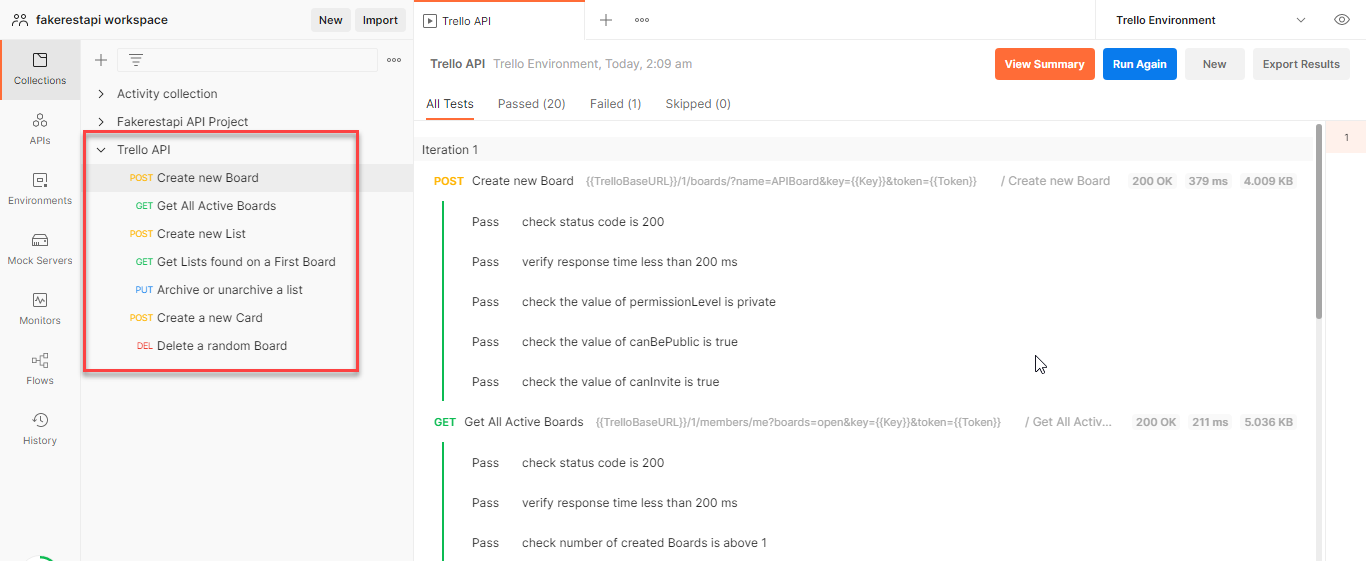 fakerestapi workspace
New
Import
Trello API
Trello Environment
Collections
APIs
Environments
Mock Servers
Monitors
Flows
History
Activity collection
Fakerestapi API Project
Trello API
POST Create new Board
GET Get All Active Boards
POST Create new List
GET Get Lists found on a First Board
PUT Archive or unarchive a list
POST Create a new Card
DEL Delete a random Board
Trello API Trello Environment, Today, 2:09 am
View Summary
Run Again
New
Export Results
All Tests Passed (20) Failed (1) Skipped (0)
1
Iteration 1
POST Create new Board {{TrelloBaseURL}}/1/boards/?name=APIBoard&key={{Key}}&token={{Token}} / Create new Board 200 OK 379 ms 4.009 KB
Pass check status code is 200
Pass verify response time less than 200 ms
Pass check the value of permissionLevel is private
Pass check the value of canBePublic is true
Pass check the value of canInvite is true
GET Get All Active Boards {{TrelloBaseURL}}/1/members/me?boards=open&key={{Key}}&token={{Token}} / Get All Activ... 200 OK 211 ms 5.036 KB
Pass check status code is 200
Pass verify response time less than 200 ms
Pass check number of created Boards is above 1